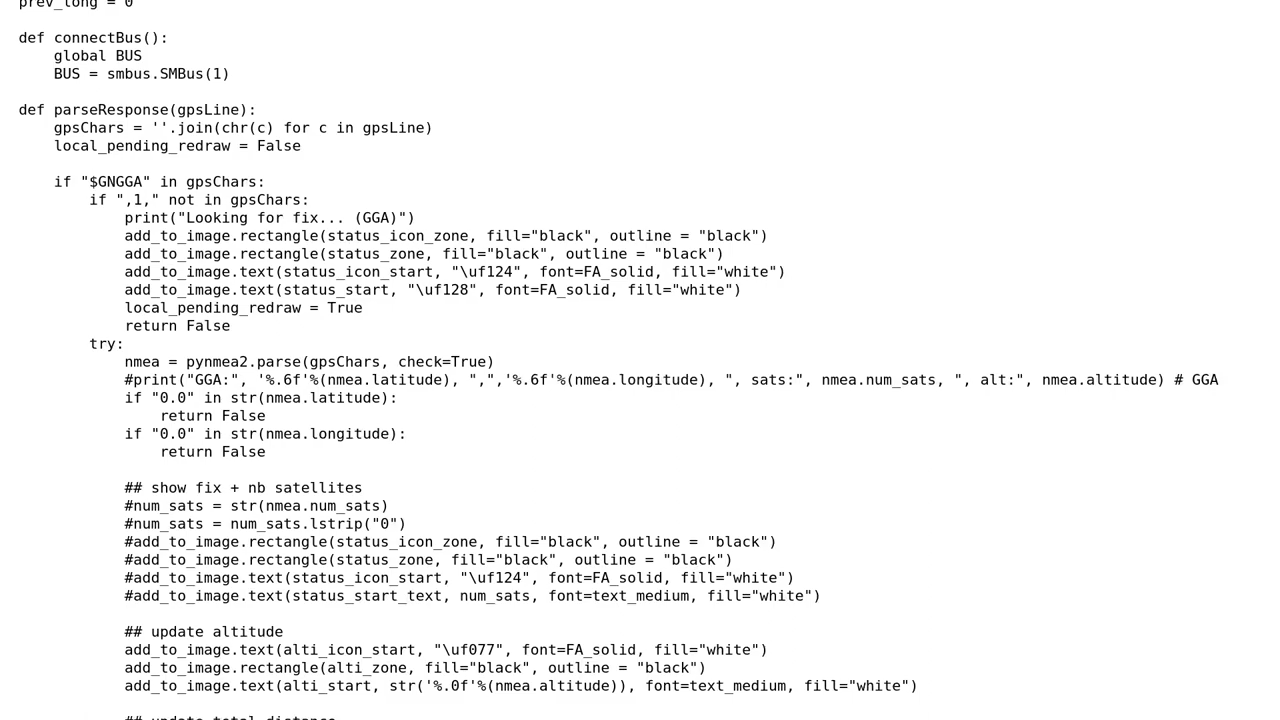 prev_long = 0
def connectBus():
    global BUS
    BUS = smbus.SMBus(1)
def parseResponse(gpsLine):
    gpsChars = ''.join(chr(c) for c in gpsLine)
    local_pending_redraw = False
    if "$GNGGA" in gpsChars:
        if ",1," not in gpsChars:
            print("Looking for fix... (GGA)")
            add_to_image.rectangle(status_icon_zone, fill="black", outline = "black")
            add_to_image.rectangle(status_zone, fill="black", outline = "black")
            add_to_image.text(status_icon_start, "\uf124", font=FA_solid, fill="white")
            add_to_image.text(status_start, "\uf128", font=FA_solid, fill="white")
            local_pending_redraw = True
            return False
        try:
            nmea = pynmea2.parse(gpsChars, check=True)
            #print("GGA:", '%.6f'%(nmea.latitude), ",",'%.6f'%(nmea.longitude), ", sats:", nmea.num_sats, ", alt:", nmea.altitude) # GGA
            if "0.0" in str(nmea.latitude):
                return False
            if "0.0" in str(nmea.longitude):
                return False
            ## show fix + nb satellites
            #num_sats = str(nmea.num_sats)
            #num_sats = num_sats.lstrip("0")
            #add_to_image.rectangle(status_icon_zone, fill="black", outline = "black")
            #add_to_image.rectangle(status_zone, fill="black", outline = "black")
            #add_to_image.text(status_icon_start, "\uf124", font=FA_solid, fill="white")
            #add_to_image.text(status_start_text, num_sats, font=text_medium, fill="white")
            ## update altitude
            add_to_image.text(alti_icon_start, "\uf077", font=FA_solid, fill="white")
            add_to_image.rectangle(alti_zone, fill="black", outline = "black")
            add_to_image.text(alti_start, str('%.0f'%(nmea.altitude)), font=text_medium, fill="white")
            ## update total distance